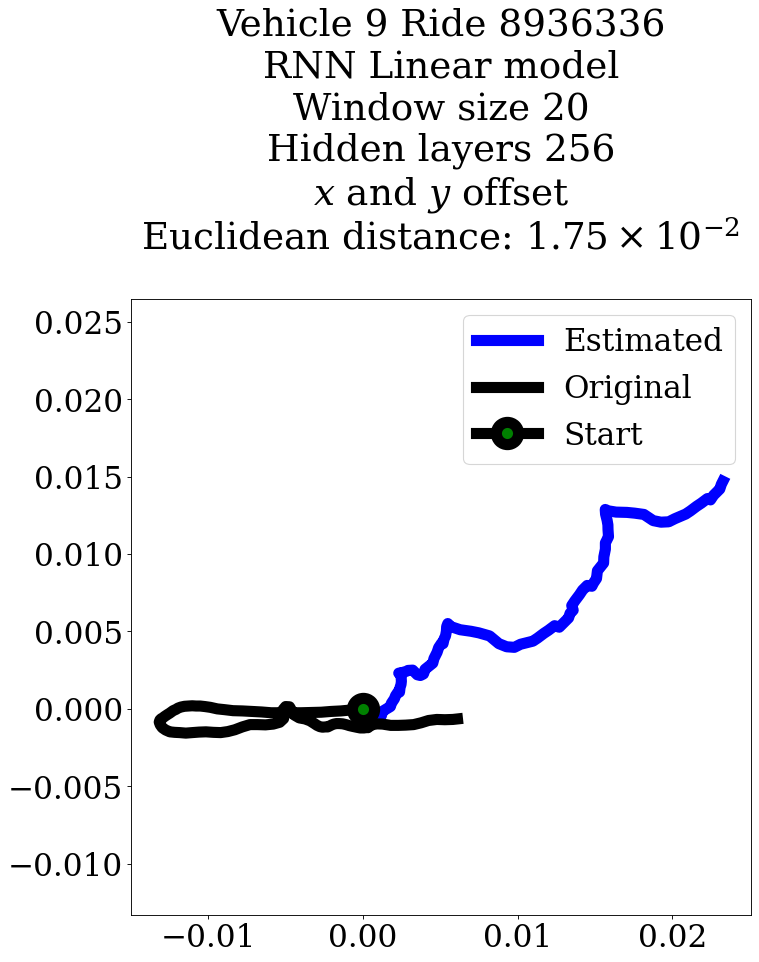 Vehicle 9 Ride 8936336
RNN Linear model
Window size 20
Hidden layers 256
x and y offset
Euclidean distance: 1.75 × 10⁻²
Estimated
Original
Start
0.025
0.020
0.015
0.010
0.005
0.000
−0.005
−0.010
−0.01 0.00 0.01 0.02